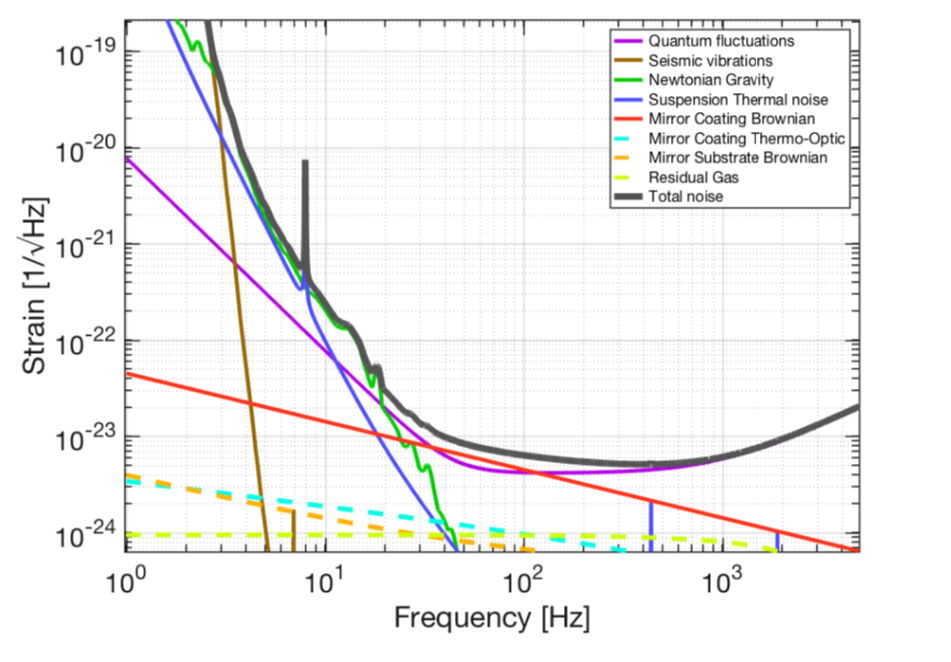 10⁻¹⁹
10⁻²⁰
10⁻²¹
10⁻²²
10⁻²³
10⁻²⁴
Strain [1/√Hz]
Quantum fluctuations
Seismic vibrations
Newtonian Gravity
Suspension Thermal noise
Mirror Coating Brownian
Mirror Coating Thermo-Optic
Mirror Substrate Brownian
Residual Gas
Total noise
10⁰ 10¹ 10² 10³
Frequency [Hz]